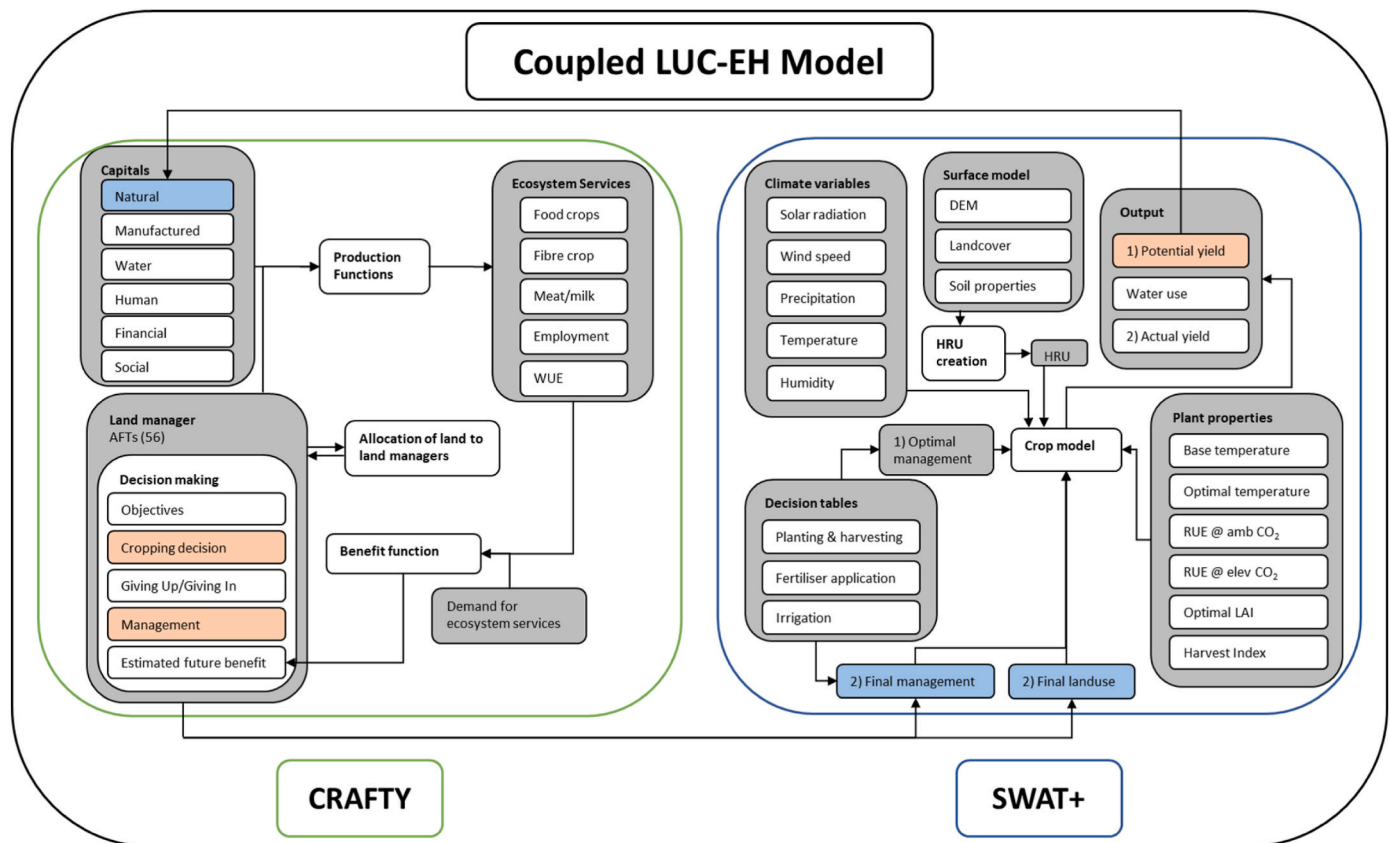 Coupled LUC-EH Model
Capitals
Natural
Manufactured
Water
Human
Financial
Social
Production
Functions
Ecosystem Services
Food crops
Fibre crop
Meat/milk
Employment
WUE
Land manager
AFTs (56)
Decision making
Objectives
Cropping decision
Giving Up/Giving In
Management
Estimated future benefit
Allocation of land to
land managers
Benefit function
Demand for
ecosystem services
CRAFTY
Climate variables
Solar radiation
Wind speed
Precipitation
Temperature
Humidity
Surface model
DEM
Landcover
Soil properties
HRU
creation
HRU
Output
1) Potential yield
Water use
2) Actual yield
1) Optimal
management
Crop model
Decision tables
Planting & harvesting
Fertiliser application
Irrigation
2) Final management
2) Final landuse
Plant properties
Base temperature
Optimal temperature
RUE @ amb CO₂
RUE @ elev CO₂
Optimal LAI
Harvest Index
SWAT+